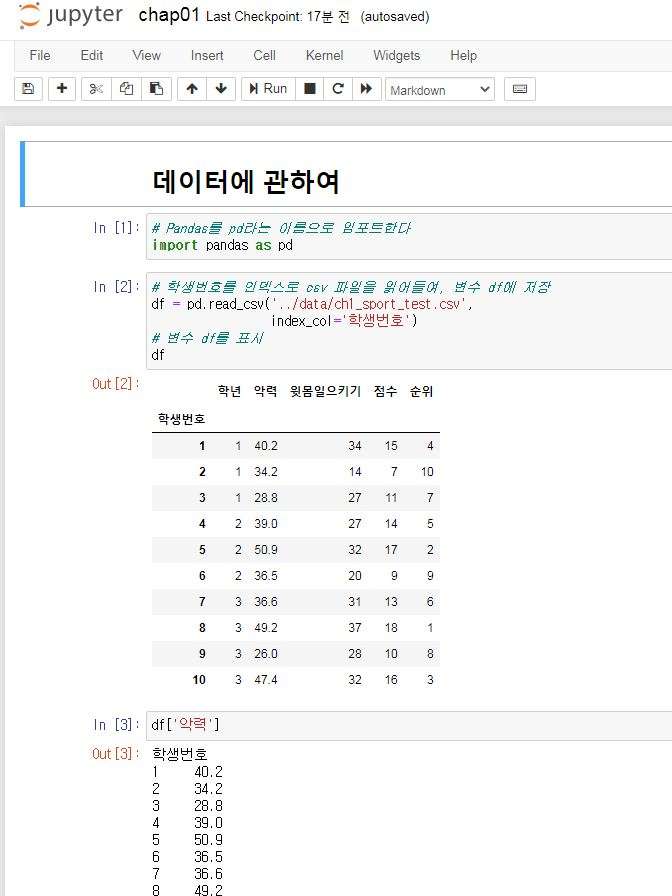 jupyter chap01 Last Checkpoint: 17분 전 (autosaved)
File Edit View Insert Cell Kernel Widgets Help
Run Markdown
데이터에 관하여
In [1]: # Pandas를 pd라는 이름으로 임포트한다
import pandas as pd
In [2]: # 학생번호를 인덱스로 csv 파일을 읽어들여, 변수 df에 저장
df = pd.read_csv('../data/ch1_sport_test.csv',
index_col='학생번호')
# 변수 df를 표시
df
Out[2]:
학년 악력 윗몸일으키기 점수 순위
학생번호
1 1 40.2 34 15 4
2 1 34.2 14 7 10
3 1 28.8 27 11 7
4 2 39.0 27 14 5
5 2 50.9 32 17 2
6 2 36.5 20 9 9
7 3 36.6 31 13 6
8 3 49.2 37 18 1
9 3 26.0 28 10 8
10 3 47.4 32 16 3
In [3]: df['악력']
Out[3]: 학생번호
1 40.2
2 34.2
3 28.8
4 39.0
5 50.9
6 36.5
7 36.6
8 49.2